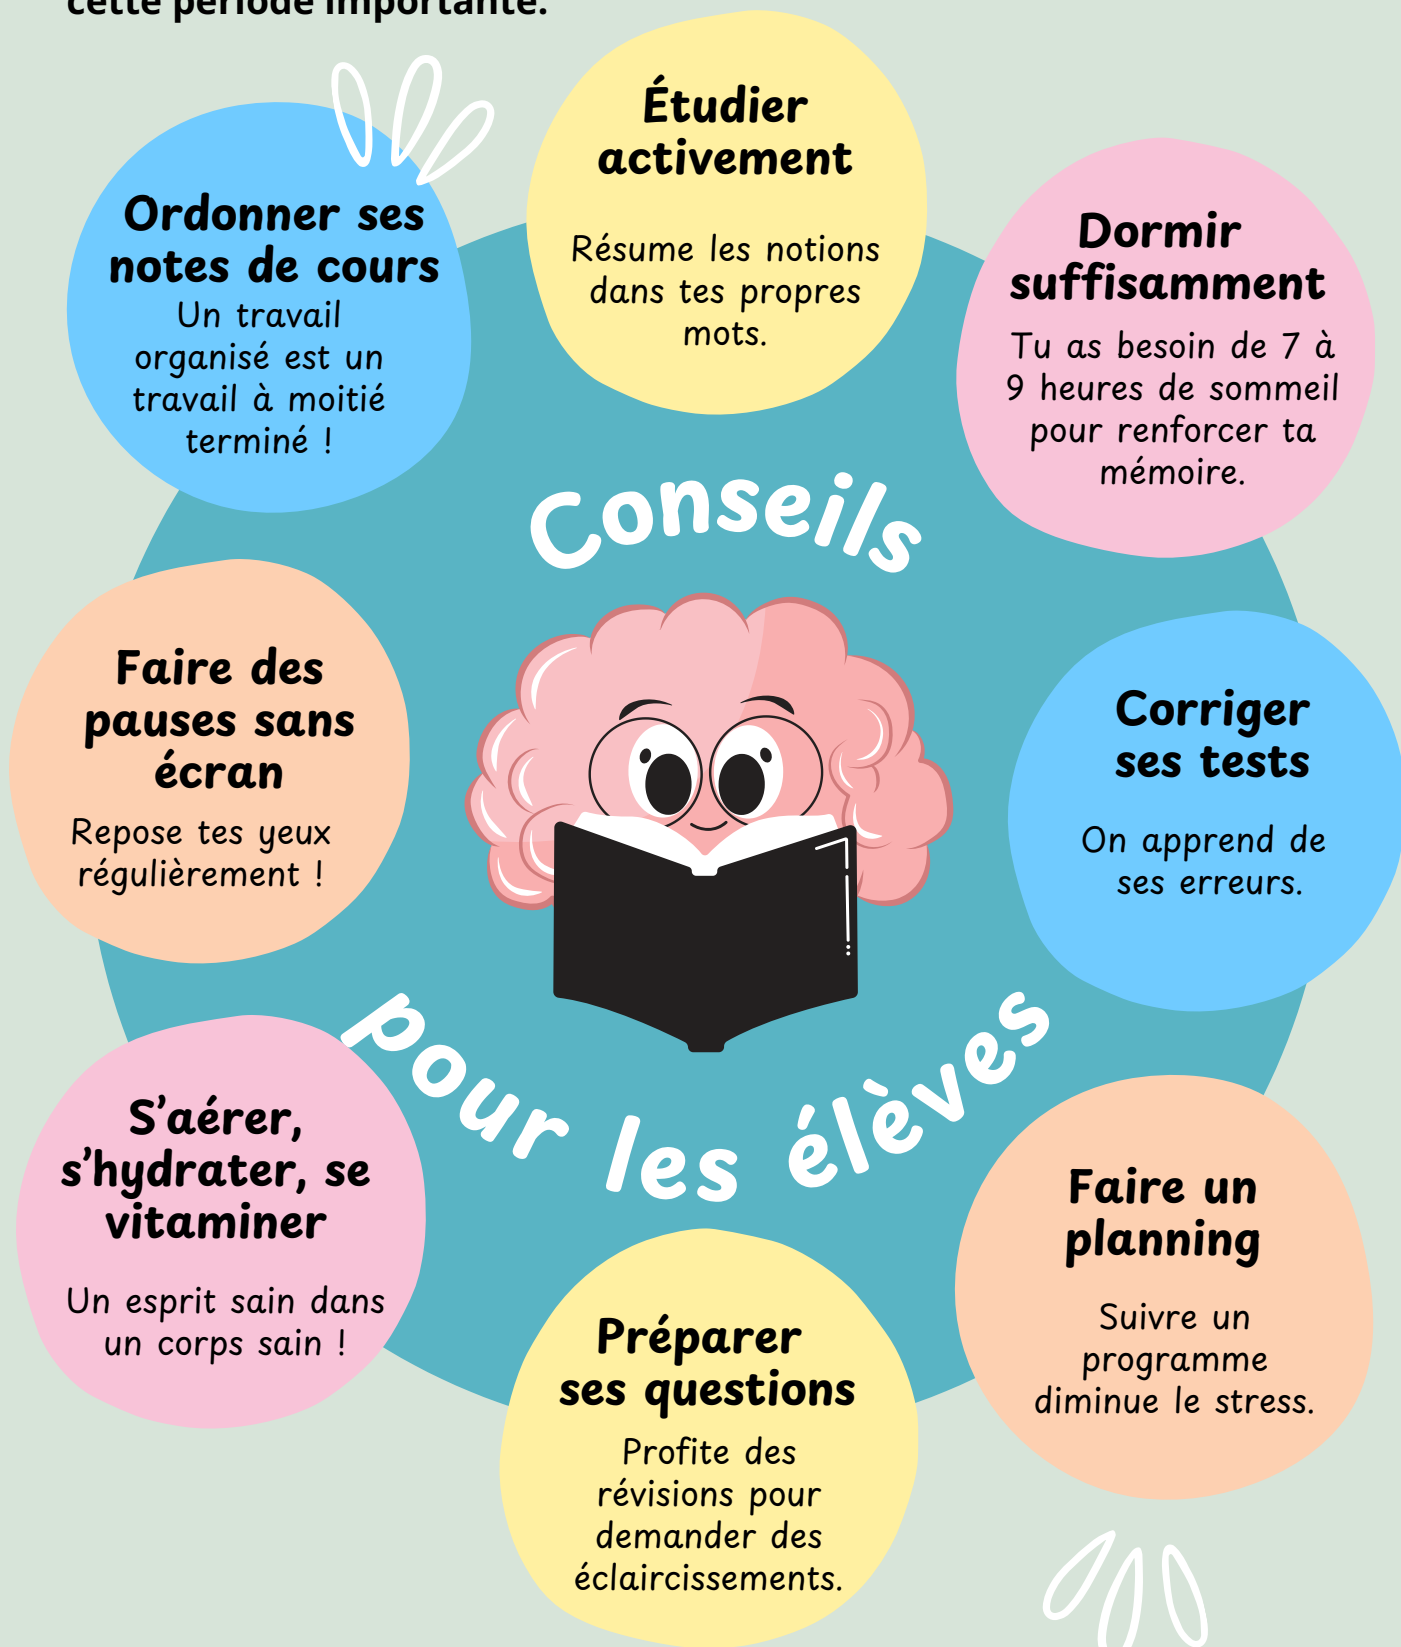 cette période importante.
Étudier
activement
Résume les notions
dans tes propres
mots.
Ordonner ses
notes de cours
Un travail
organisé est un
travail à moitié
terminé !
Dormir
suffisamment
Tu as besoin de 7 à
9 heures de sommeil
pour renforcer ta
mémoire.
Conseils
pour les élèves
Faire des
pauses sans
écran
Repose tes yeux
régulièrement !
Corriger
ses tests
On apprend de
ses erreurs.
S'aérer,
s'hydrater, se
vitaminer
Un esprit sain dans
un corps sain !
Faire un
planning
Suivre un
programme
diminue le stress.
Préparer
ses questions
Profite des
révisions pour
demander des
éclaircissements.